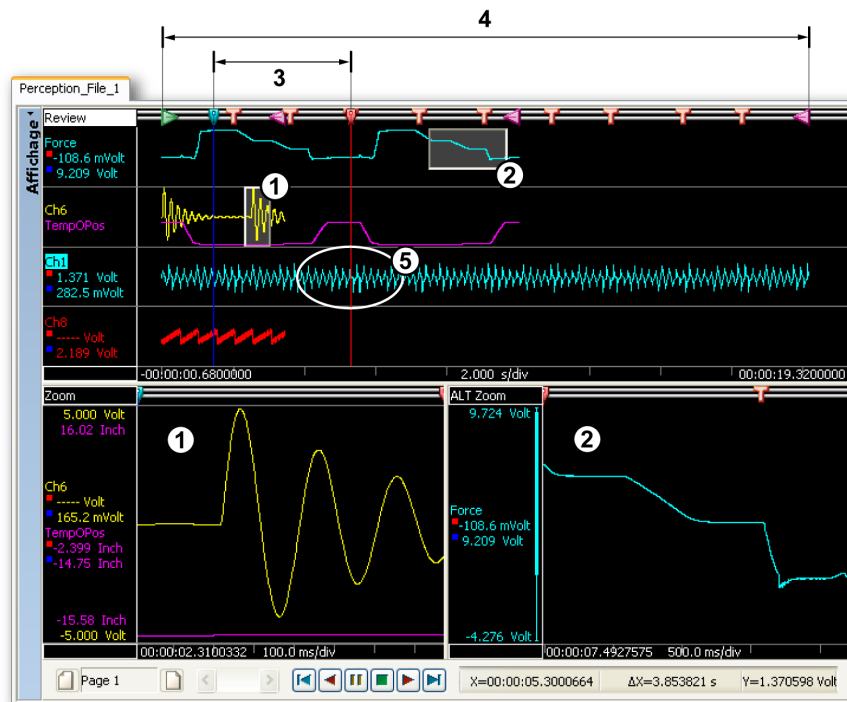 4
3
Perception_File_1
Affichage
Review
Force
-108.6 mVolt
9.209 Volt
2
1
Ch6
TempOPos
5
Ch1
1.371 Volt
282.5 mVolt
Ch8
----- Volt
2.189 Volt
-00:00:00.6800000 2.000 s/div 00:00:19.3200000
Zoom
5.000 Volt
16.02 Inch
1
Ch6
----- Volt
165.2 mVolt
TempOPos
-2.399 Inch
-14.75 Inch
-15.58 Inch
-5.000 Volt
00:00:02.3100332 100.0 ms/div
ALT Zoom
9.724 Volt
2
Force
-108.6 mVolt
9.209 Volt
-4.276 Volt
00:00:07.4927575 500.0 ms/div
Page 1
X=00:00:05.3000664 ΔX=3.853821 s Y=1.370598 Volt